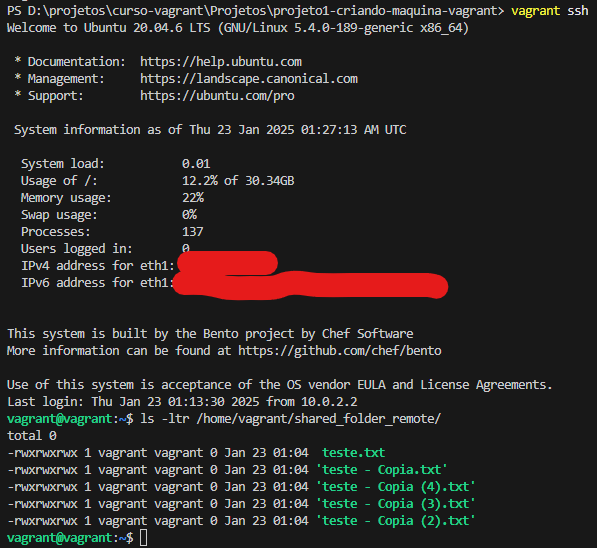 PS D:\projetos\curso-vagrant\Projetos\projeto1-criando-maquina-vagrant> vagrant ssh
Welcome to Ubuntu 20.04.6 LTS (GNU/Linux 5.4.0-189-generic x86_64)
* Documentation: https://help.ubuntu.com
* Management: https://landscape.canonical.com
* Support: https://ubuntu.com/pro
System information as of Thu 23 Jan 2025 01:27:13 AM UTC
System load: 0.01
Usage of /: 12.2% of 30.34GB
Memory usage: 22%
Swap usage: 0%
Processes: 137
Users logged in: 0
IPv4 address for eth1:
IPv6 address for eth1:
This system is built by the Bento project by Chef Software
More information can be found at https://github.com/chef/bento
Use of this system is acceptance of the OS vendor EULA and License Agreements.
Last login: Thu Jan 23 01:13:30 2025 from 10.0.2.2
vagrant@vagrant:~$ ls -ltr /home/vagrant/shared_folder_remote/
total 0
-rwxrwxrwx 1 vagrant vagrant 0 Jan 23 01:04 teste.txt
-rwxrwxrwx 1 vagrant vagrant 0 Jan 23 01:04 'teste - Copia.txt'
-rwxrwxrwx 1 vagrant vagrant 0 Jan 23 01:04 'teste - Copia (4).txt'
-rwxrwxrwx 1 vagrant vagrant 0 Jan 23 01:04 'teste - Copia (3).txt'
-rwxrwxrwx 1 vagrant vagrant 0 Jan 23 01:04 'teste - Copia (2).txt'
vagrant@vagrant:~$